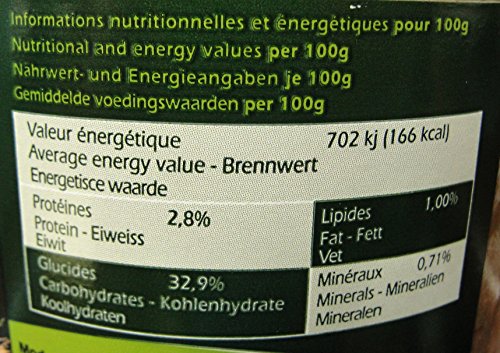 Informations nutritionnelles et énergétiques pour 100g
Nutritional and energy values per 100g
Nährwert- und Energieangaben je 100g
Gemiddelde voedingswaarden per 100g
Valeur énergétique 702 kj (166 kcal)
Average energy value - Brennwert
Energetisce waarde
Protéines 2,8%
Protein - Eiweiss
Eiwit
Lipides 1,00%
Fat - Fett
Vet
Glucides 32,9%
Carbohydrates - Kohlenhydrate
Koolhydraten
Minéraux 0,71%
Minerals - Mineralien
Mineralen